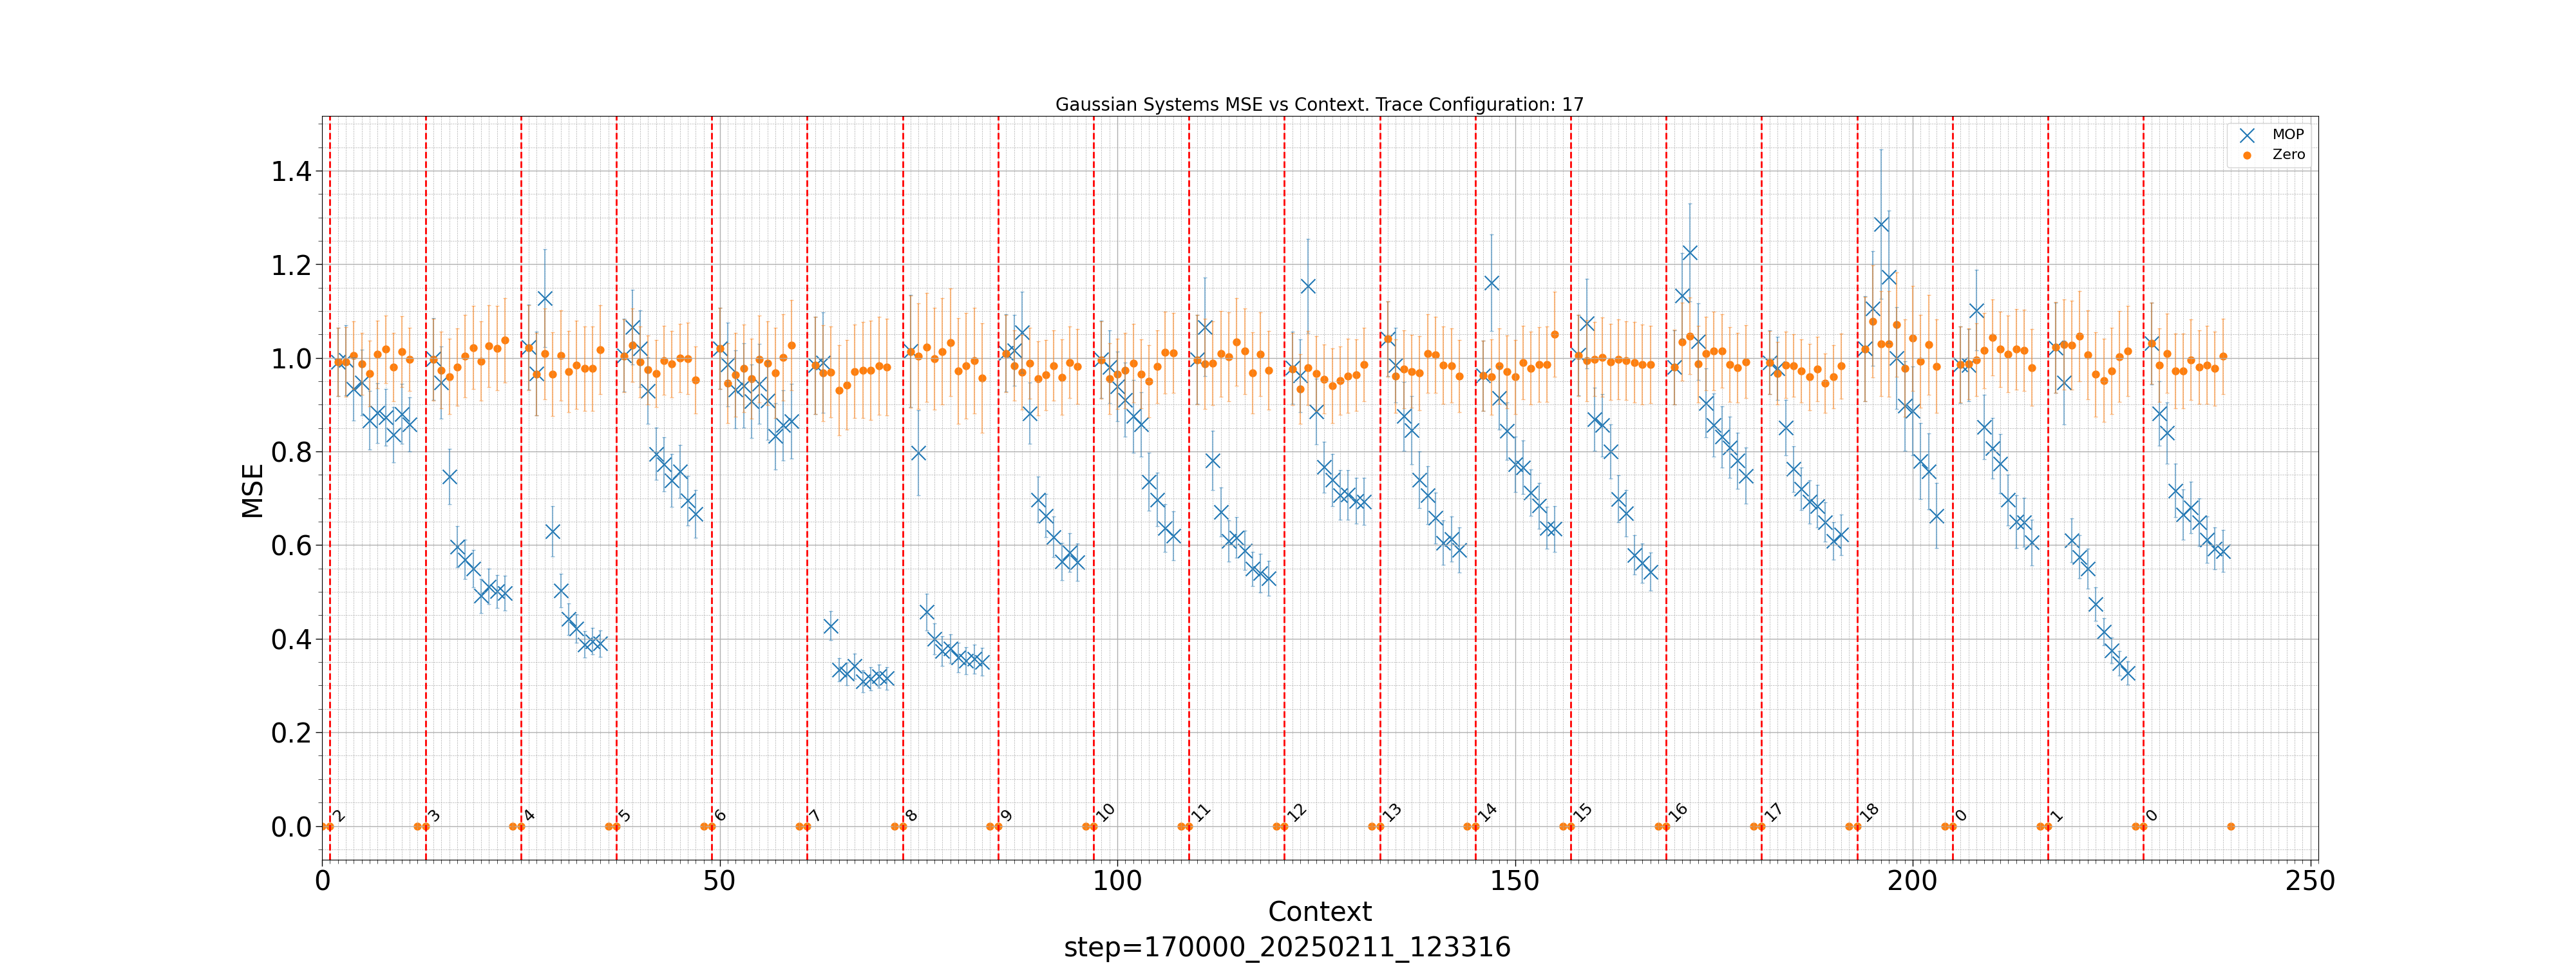 Gaussian Systems MSE vs Context. Trace Configuration: 17
MOP
Zero
1.4
1.2
1.0
0.8
0.6
0.4
0.2
0.0
MSE
2 3 4 5 6 7 8 9 10 11 12 13 14 15 16 17 18 0 1 0
0 50 100 150 200 250
Context
step=170000_20250211_123316